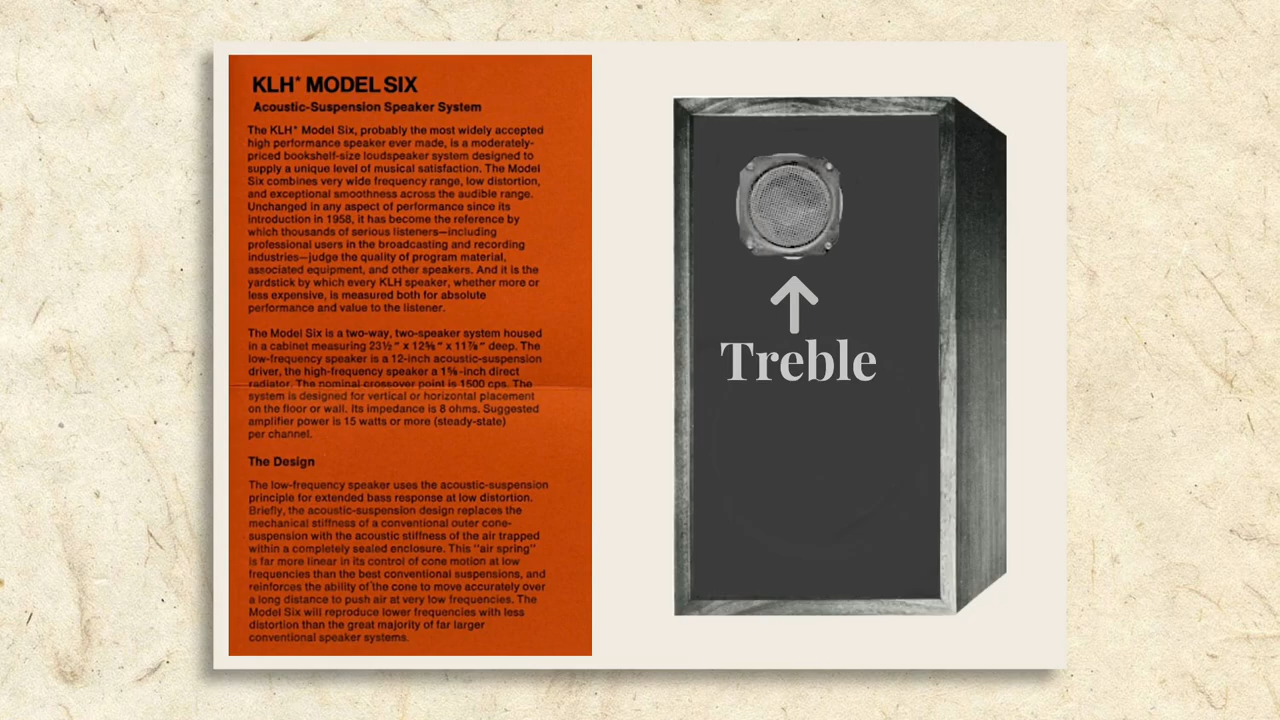 KLH* MODEL SIX
Acoustic-Suspension Speaker System
The KLH* Model Six, probably the most widely accepted
high performance speaker ever made, is a moderately-
priced bookshelf-size loudspeaker system designed to
supply a unique level of musical satisfaction. The Model
Six combines very wide frequency range, low distortion,
and exceptional smoothness across the audible range.
Unchanged in any aspect of performance since its
introduction in 1958, it has become the reference by
which thousands of serious listeners—including
professional users in the broadcasting and recording
industries—judge the quality of program material,
associated equipment, and other speakers. And it is the
yardstick by which every KLH speaker, whether more or
less expensive, is measured both for absolute
performance and value to the listener.
The Model Six is a two-way, two-speaker system housed
in a cabinet measuring 23½" x 12⅜" x 11⅞" deep. The
low-frequency speaker is a 12-inch acoustic-suspension
driver, the high-frequency speaker a 1⅝-inch direct
radiator. The nominal crossover point is 1500 cps. The
system is designed for vertical or horizontal placement
on the floor or wall. Its impedance is 8 ohms. Suggested
amplifier power is 15 watts or more (steady-state)
per channel.
The Design
The low-frequency speaker uses the acoustic-suspension
principle for extended bass response at low distortion.
Briefly, the acoustic-suspension design replaces the
mechanical stiffness of a conventional outer cone-
suspension with the acoustic stiffness of the air trapped
within a completely sealed enclosure. This "air spring"
is far more linear in its control of cone motion at low
frequencies than the best conventional suspensions, and
reinforces the ability of the cone to move accurately over
a long distance to push air at very low frequencies. The
Model Six will reproduce lower frequencies with less
distortion than the great majority of far larger
conventional speaker systems.
Treble